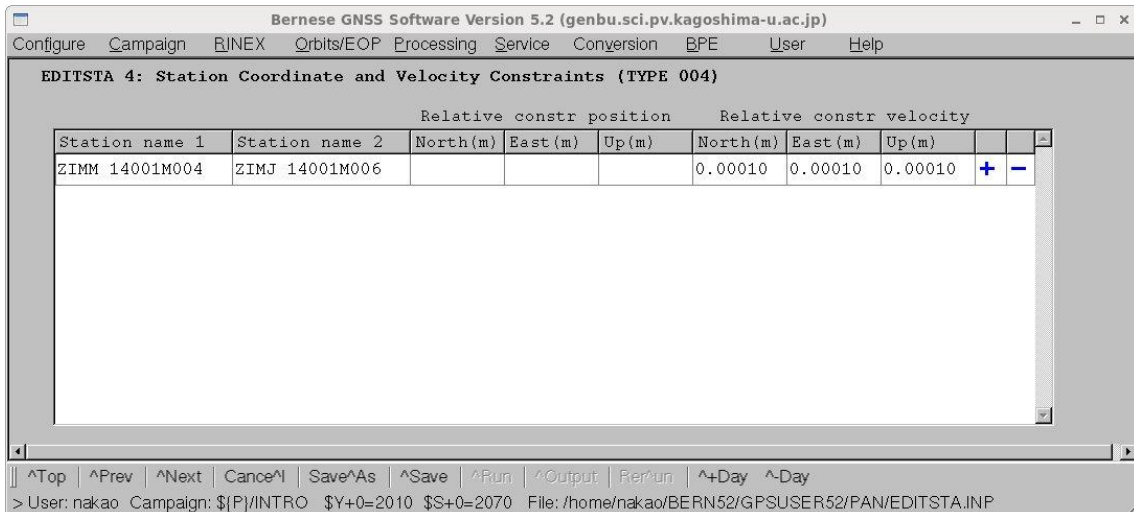 Bernese GNSS Software Version 5.2 (genbu.sci.pv.kagoshima-u.ac.jp)
Configure Campaign RINEX Orbits/EOP Processing Service Conversion BPE User Help
EDITSTA 4: Station Coordinate and Velocity Constraints (TYPE 004)
Relative constr position Relative constr velocity
Station name 1 Station name 2 North(m) East(m) Up(m) North(m) East(m) Up(m)
ZIMM 14001M004 ZIMJ 14001M006 0.00010 0.00010 0.00010 + −
^Top | ^Prev | ^Next | Cance^l | Save^As | ^Save | ^Run | ^Output | Rer^un | ^+Day ^-Day
> User: nakao Campaign: ${P}/INTRO $Y+0=2010 $S+0=2070 File: /home/nakao/BERN52/GPSUSER52/PAN/EDITSTA.INP